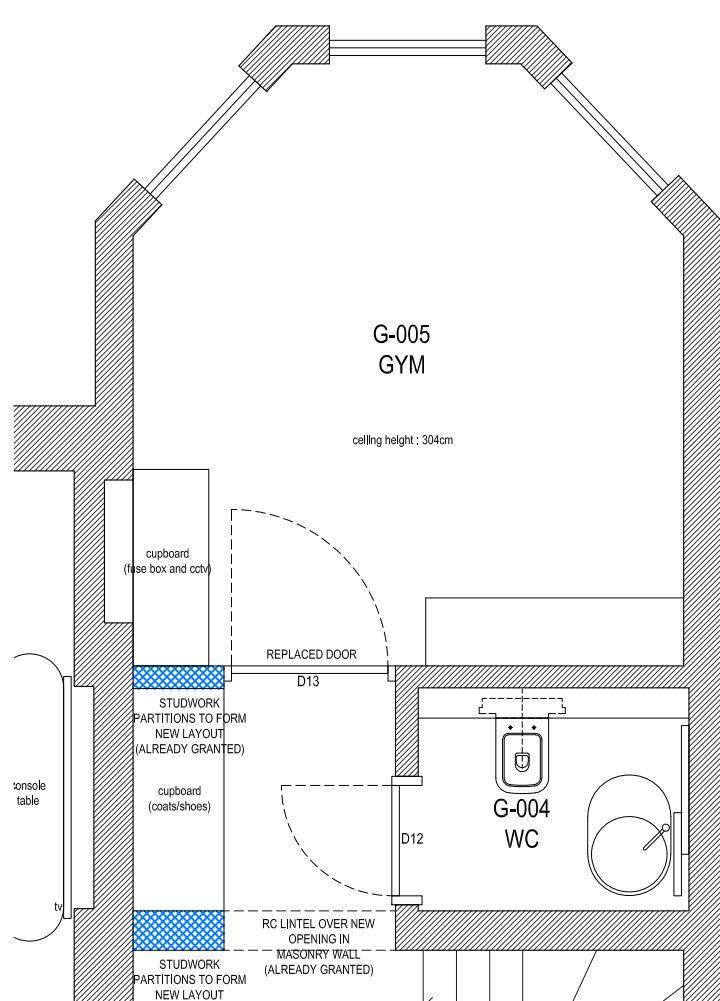 G-005
GYM
ceiling height : 304cm
cupboard
(fuse box and cctv)
REPLACED DOOR
D13
STUDWORK
PARTITIONS TO FORM
NEW LAYOUT
(ALREADY GRANTED)
console
table
cupboard
(coats/shoes)
G-004
WC
D12
tv
RC LINTEL OVER NEW
OPENING IN
MASONRY WALL
(ALREADY GRANTED)
STUDWORK
PARTITIONS TO FORM
NEW LAYOUT